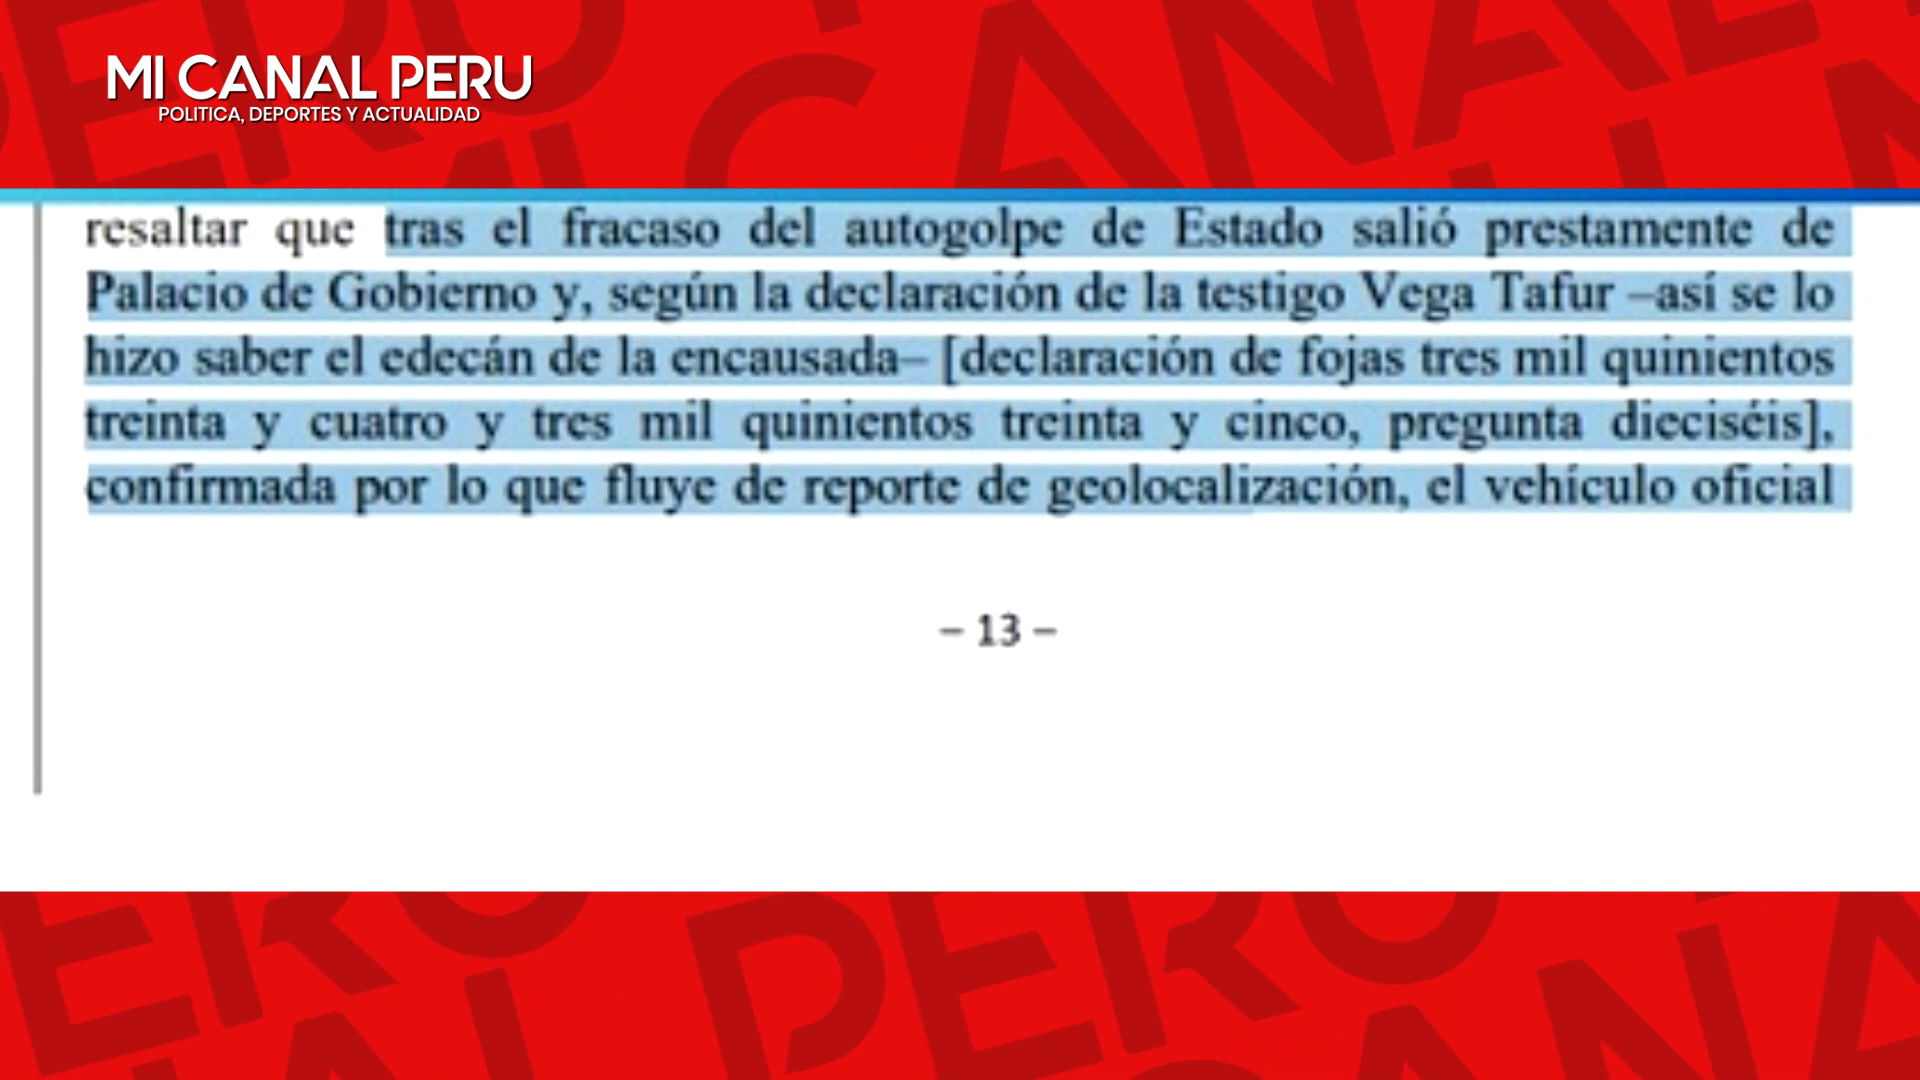 MI CANAL PERU
POLITICA, DEPORTES Y ACTUALIDAD
resaltar que tras el fracaso del autogolpe de Estado salió prestamente de
Palacio de Gobierno y, según la declaración de la testigo Vega Tafur –así se lo
hizo saber el edecán de la encausada– [declaración de fojas tres mil quinientos
treinta y cuatro y tres mil quinientos treinta y cinco, pregunta dieciséis],
confirmada por lo que fluye de reporte de geolocalización, el vehículo oficial
– 13 –